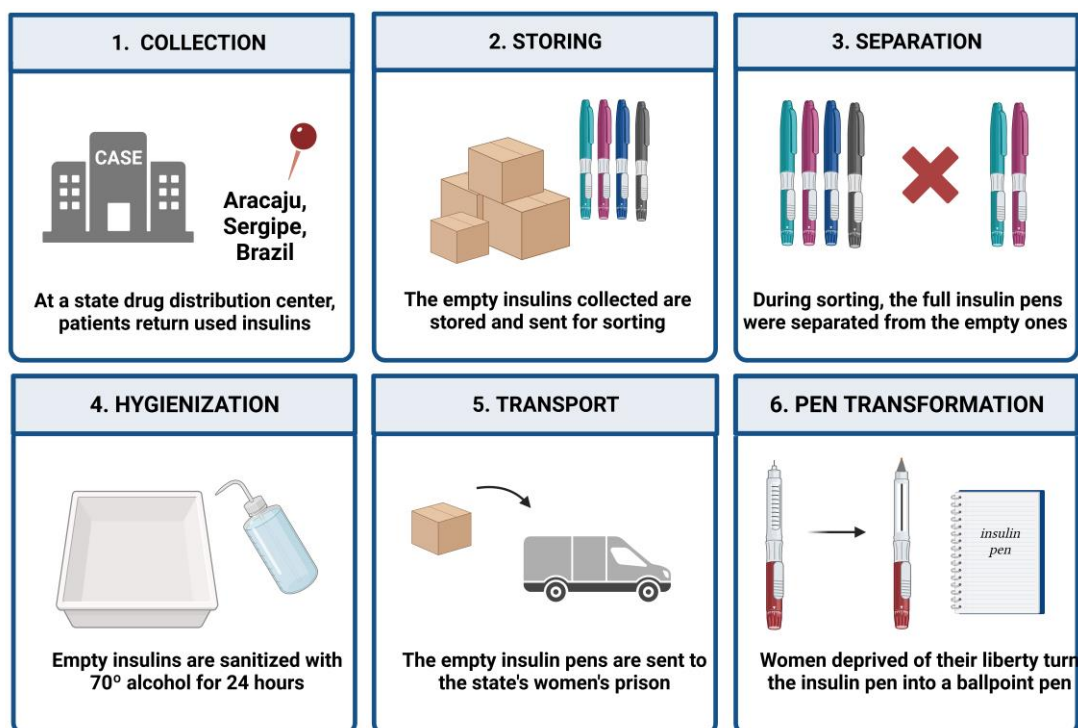 1. COLLECTION
CASE
Aracaju,
Sergipe,
Brazil
At a state drug distribution center,
patients return used insulins
2. STORING
The empty insulins collected are
stored and sent for sorting
3. SEPARATION
During sorting, the full insulin pens
were separated from the empty ones
4. HYGIENIZATION
Empty insulins are sanitized with
70º alcohol for 24 hours
5. TRANSPORT
The empty insulin pens are sent to
the state's women's prison
6. PEN TRANSFORMATION
insulin
pen
Women deprived of their liberty turn
the insulin pen into a ballpoint pen